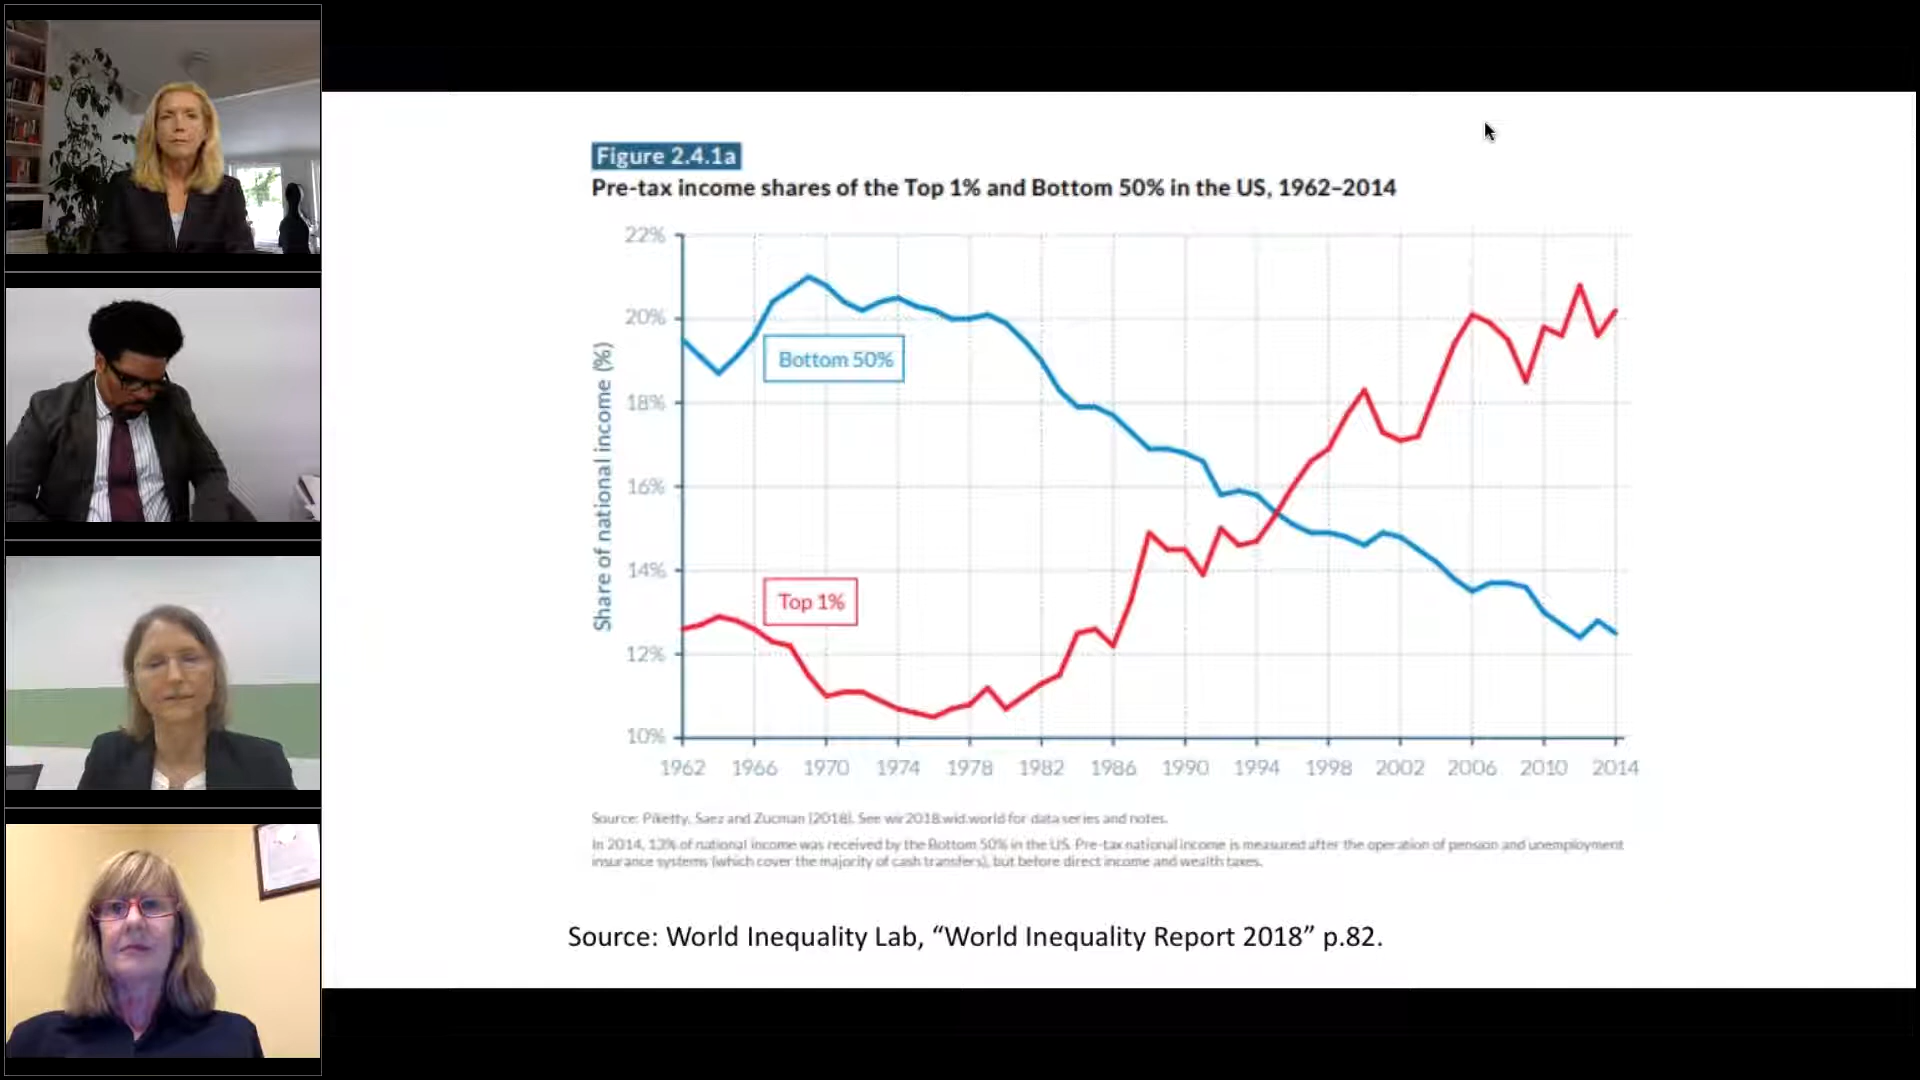 Figure 2.4.1a
Pre-tax income shares of the Top 1% and Bottom 50% in the US, 1962–2014
Share of national income (%)
22%
20%
18%
16%
14%
12%
10%
Bottom 50%
Top 1%
1962 1966 1970 1974 1978 1982 1986 1990 1994 1998 2002 2006 2010 2014
Source: Piketty, Saez and Zucman (2018). See wir2018.wid.world for data series and notes.
In 2014, 13% of national income was received by the Bottom 50% in the US. Pre-tax national income is measured after the operation of pension and unemployment
insurance systems (which cover the majority of cash transfers), but before direct income and wealth taxes.
Source: World Inequality Lab, “World Inequality Report 2018” p.82.